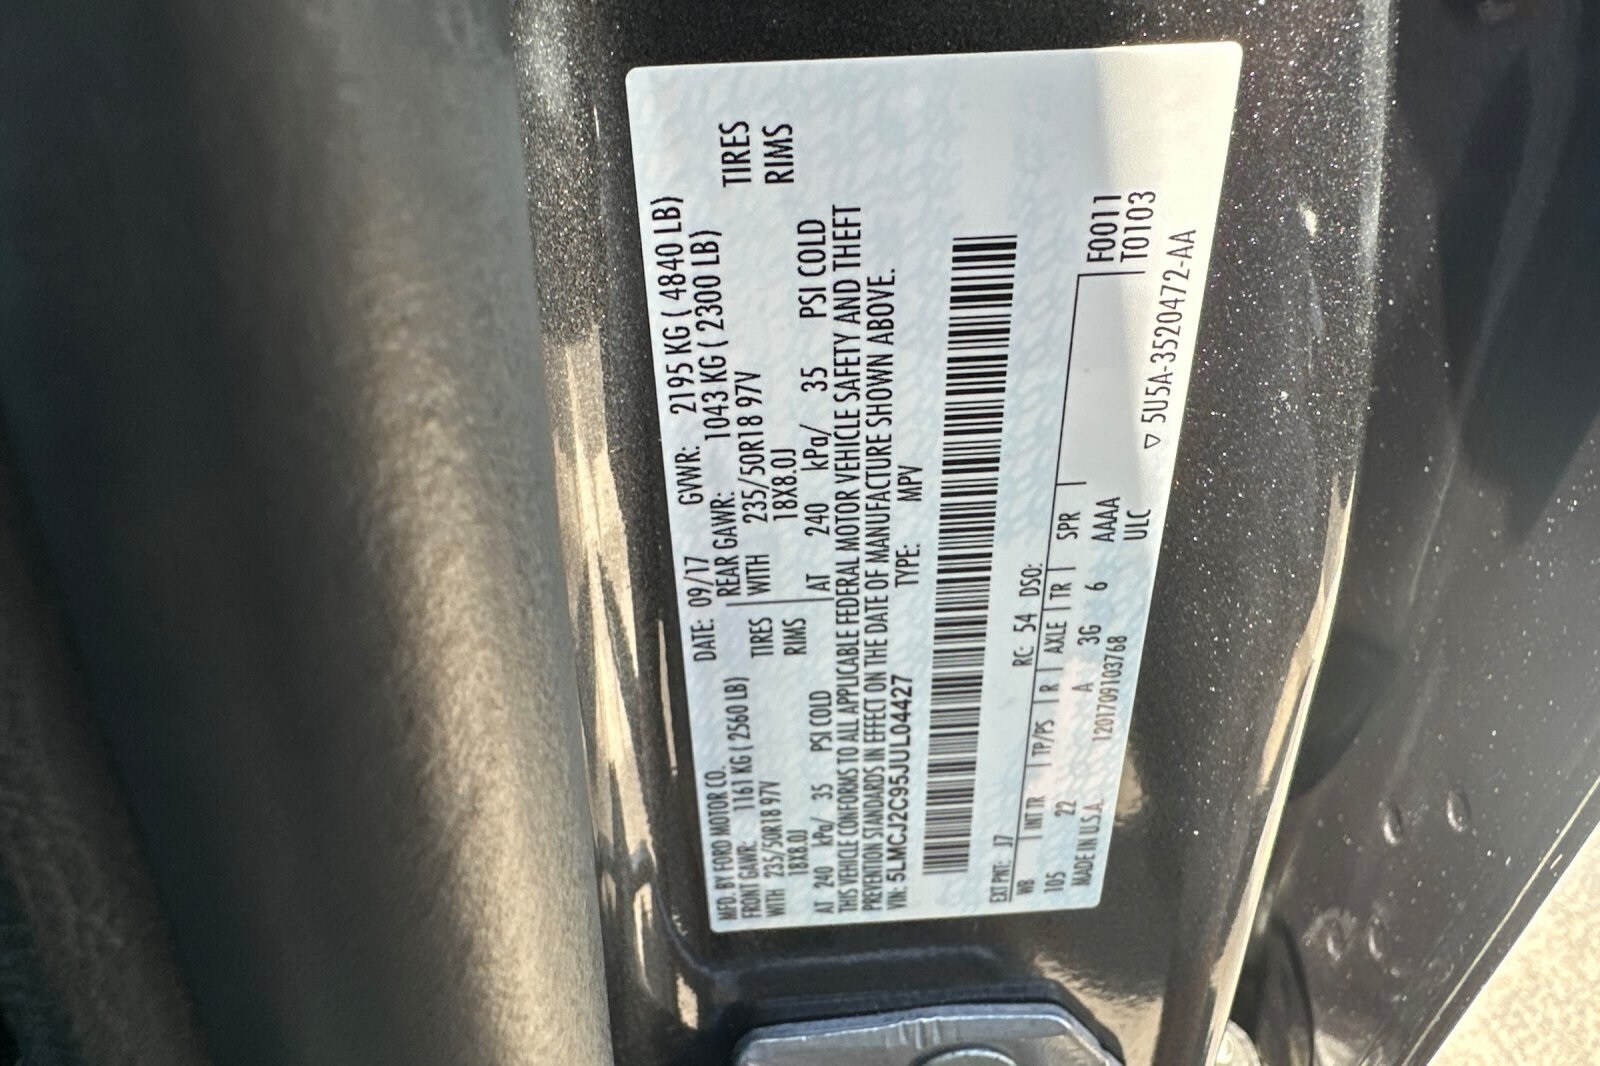 MFD. BY FORD MOTOR CO.
DATE: 09/17 GVWR: 2195 KG ( 4840 LB)
FRONT GAWR: 1161 KG ( 2560 LB) REAR GAWR: 1043 KG ( 2300 LB)
WITH 235/50R18 97V TIRES WITH 235/50R18 97V TIRES
18X8.0J RIMS 18X8.0J RIMS
AT 240 kPa/ 35 PSI COLD AT 240 kPa/ 35 PSI COLD
THIS VEHICLE CONFORMS TO ALL APPLICABLE FEDERAL MOTOR VEHICLE SAFETY AND THEFT
PREVENTION STANDARDS IN EFFECT ON THE DATE OF MANUFACTURE SHOWN ABOVE.
VIN: 5LMCJ2C95JUL04427 TYPE: MPV
EXT PNT: J7 RC: 54 DSO:
WB INT TR TP/PS R AXLE TR SPR F0011
T0103
105 22 A 3G 6 AAAA
MADE IN U.S.A. 1201709103768 ULC
▽ 5U5A-3520472-AA